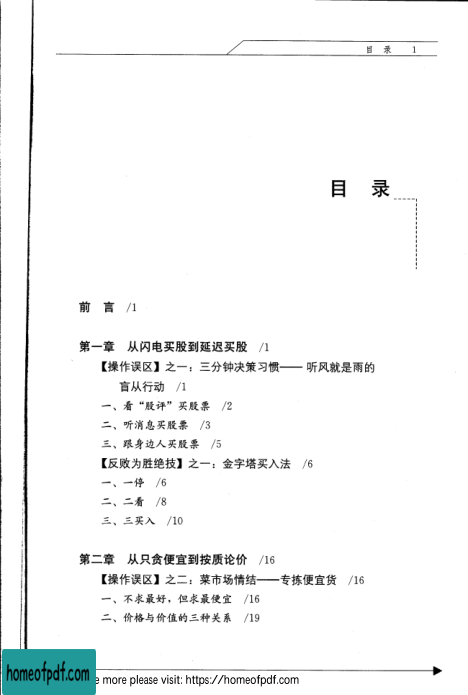 目 录 1
目 录
前 言 /1
第一章 从闪电买股到延迟买股 /1
【操作误区】之一：三分钟决策习惯—— 听风就是雨的
盲从行动 /1
一、看“股评”买股票 /2
二、听消息买股票 /3
三、跟身边人买股票 /5
【反败为胜绝技】之一：金字塔买入法 /6
一、一停 /6
二、二看 /8
三、三买入 /10
第二章 从只贪便宜到按质论价 /16
【操作误区】之二：菜市场情结——专拣便宜货 /16
一、不求最好，但求最便宜 /16
二、价格与价值的三种关系 /19
homeofpdf.com
e more please visit: https://homeofpdf.com